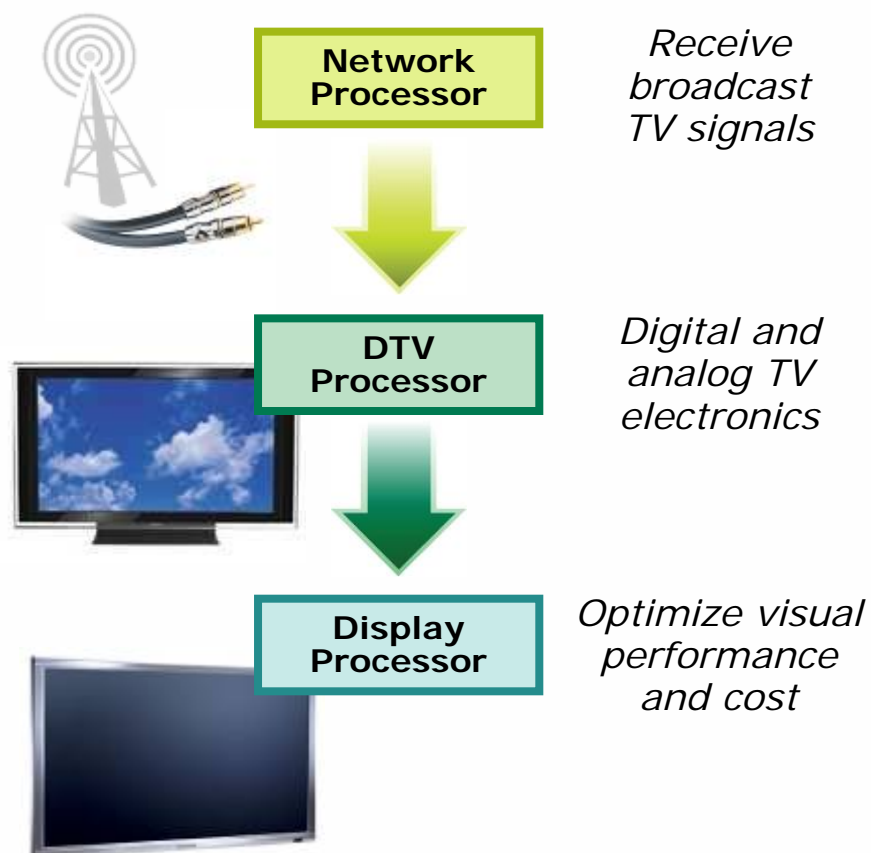 Network
Processor
Receive
broadcast
TV signals
DTV
Processor
Digital and
analog TV
electronics
Display
Processor
Optimize visual
performance
and cost